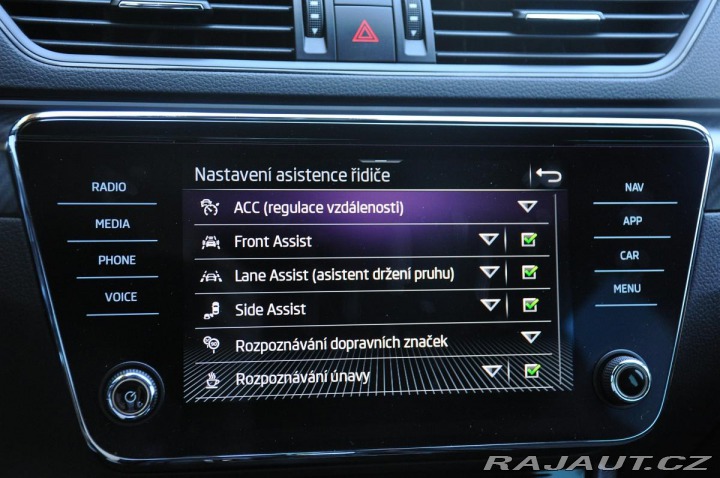 Nastavení asistence řidiče
RADIO
MEDIA
PHONE
VOICE
ACC (regulace vzdálenosti)
Front Assist
Lane Assist (asistent držení pruhu)
Side Assist
Rozpoznávání dopravních značek
Rozpoznávání únavy
NAV
APP
CAR
MENU
RAJAUT.CZ